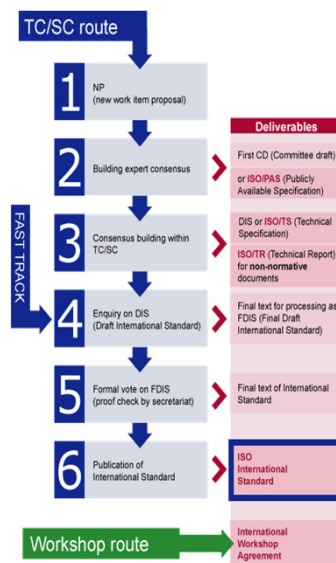 TC/SC route
1
NP
(new work item proposal)
Deliverables
2
Building expert consensus
First CD (Committee draft)
or ISO/PAS (Publicly
Available Specification)
3
Consensus building within
TC/SC
DIS or ISO/TS (Technical
Specification)
ISO/TR (Technical Report)
for non-normative
documents
FAST TRACK
4
Enquiry on DIS
(Draft International Standard)
Final text for processing as
FDIS (Final Draft
International Standard)
5
Formal vote on FDIS
(proof check by secretariat)
Final text of International
Standard
6
Publication of
International Standard
ISO
International
Standard
Workshop route
International
Workshop
Agreement